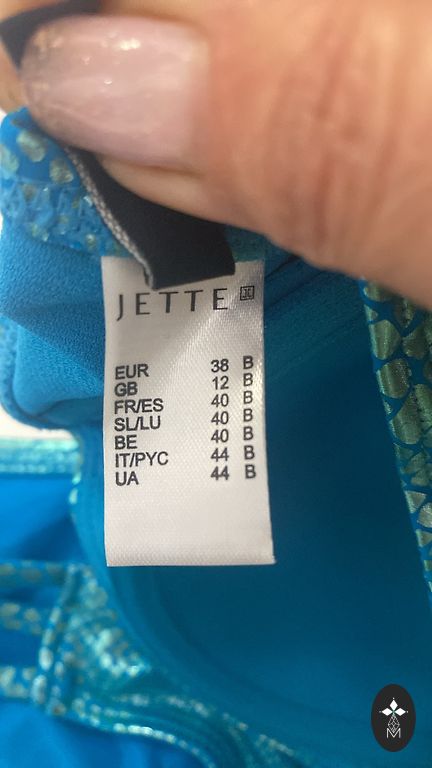 JETTE
EUR 38 B
GB 12 B
FR/ES 40 B
SL/LU 40 B
BE 40 B
IT/PYC 44 B
UA 44 B